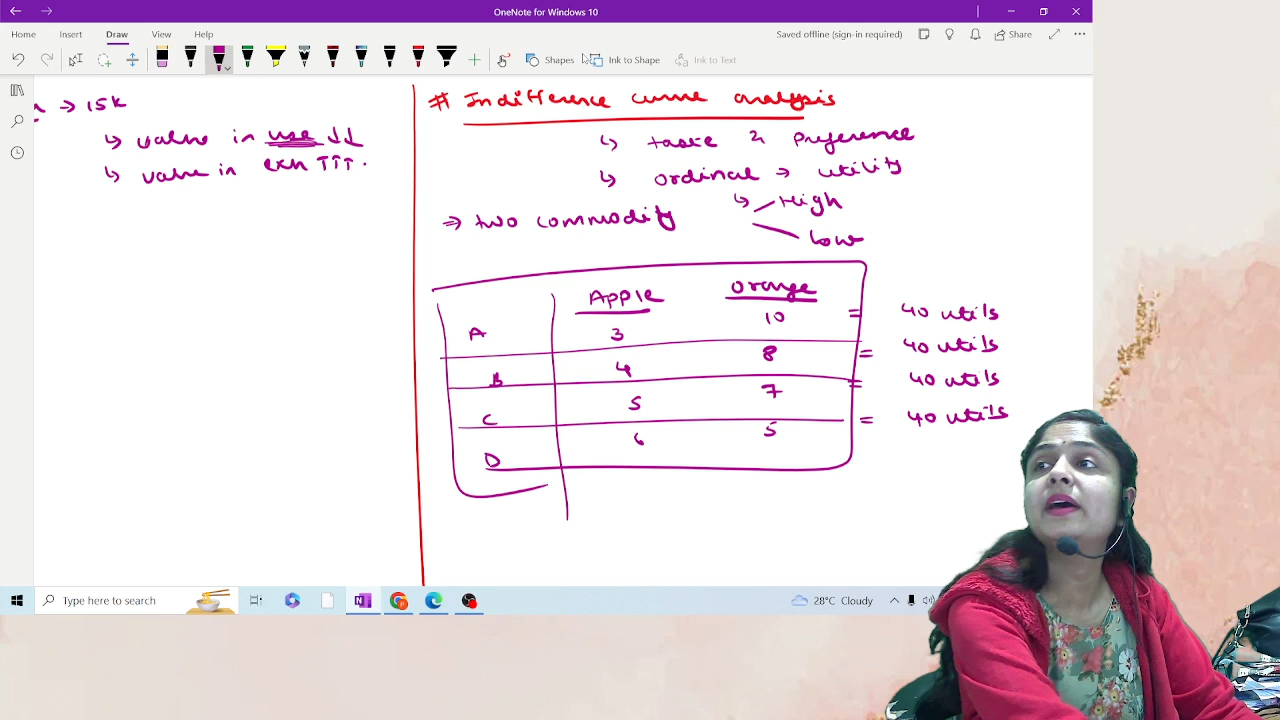 OneNote for Windows 10
Home Insert Draw View Help
Saved offline (sign-in required) Share
Shapes Ink to Shape Ink to Text
→ 15k
↳ value in use ↓↓
↳ value in exn ↑↑↑.
# Indifference curve analysis
↳ taste & preference
↳ ordinal → utility
↳ High
Low
⇒ two commodity
Apple Orange
A 3 10 = 40 utils
B 4 8 = 40 utils
C 5 7 = 40 utils
D 6 5 = 40 utils
Type here to search
28°C Cloudy